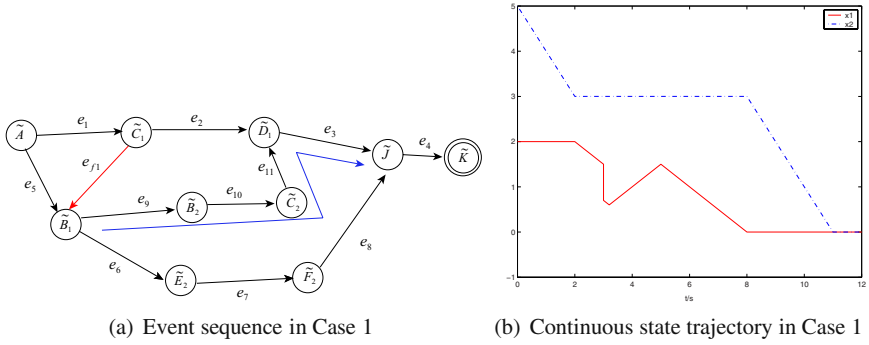 Ã
e₁
C̃₁
e₂
D̃₁
e₃
J̃
e₄
K̃
e₅
e_{f1}
e₁₁
B̃₁
e₉
B̃₂
e₁₀
C̃₂
e₆
Ẽ₂
e₇
F̃₂
e₈
(a) Event sequence in Case 1
x1
x2
5
4
3
2
1
0
−1
0 2 4 6 8 10 12
t/s
(b) Continuous state trajectory in Case 1